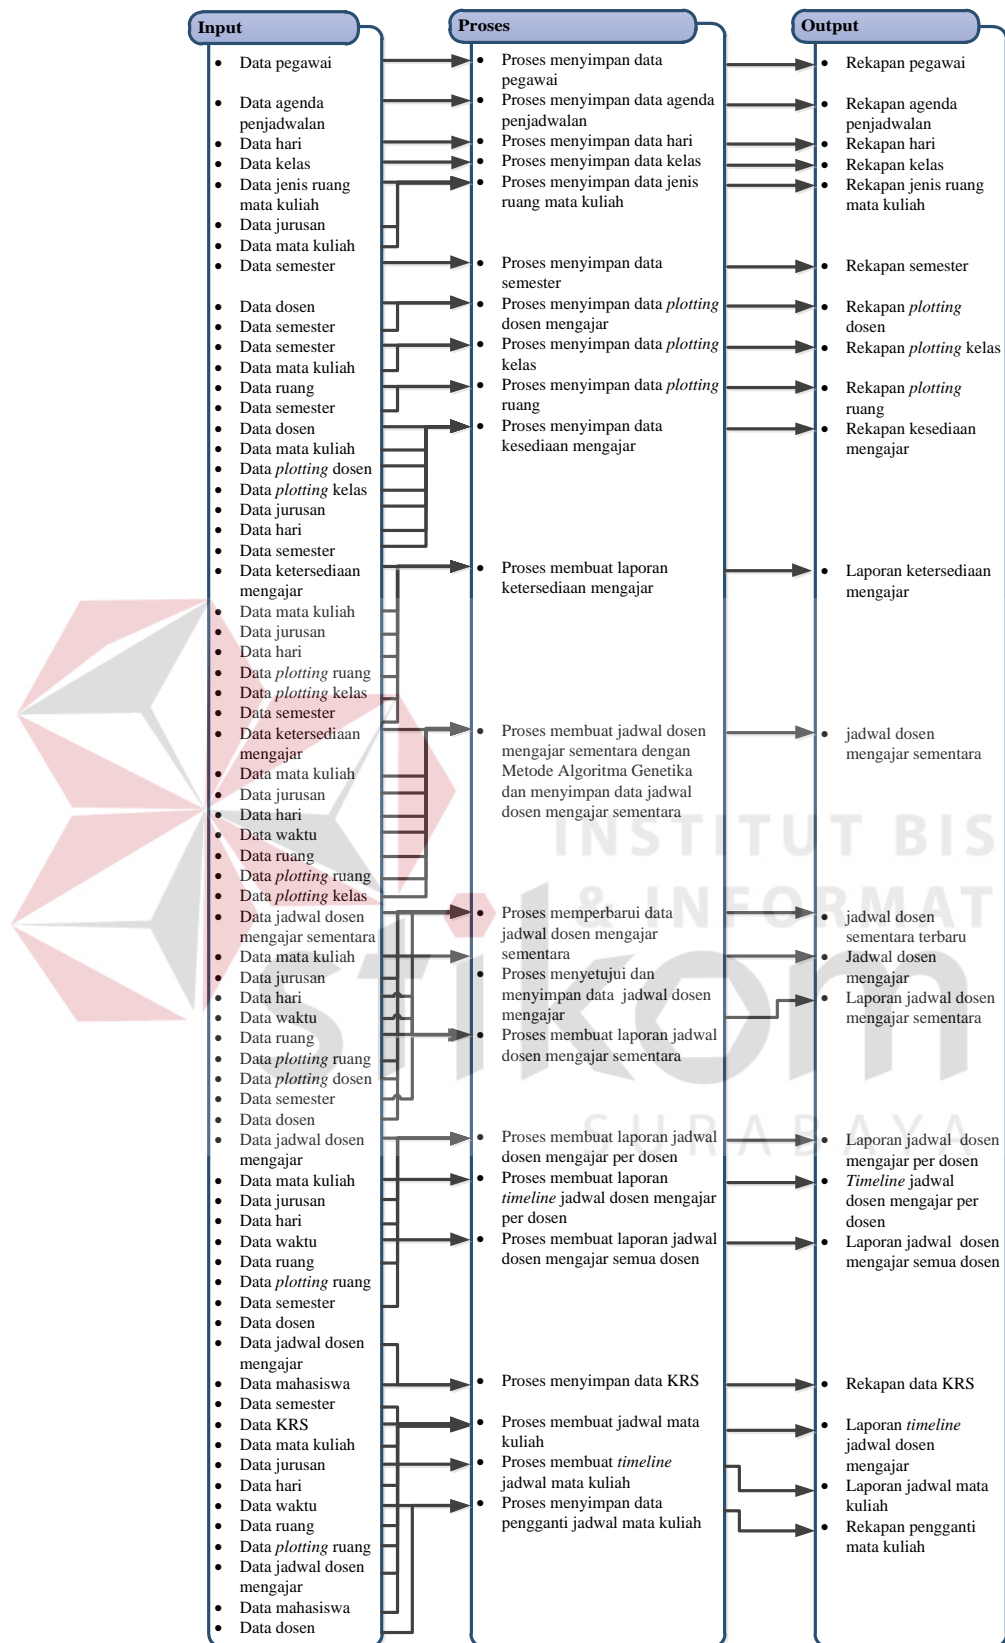 Input
Data pegawai
Data agenda
penjadwalan
Data hari
Data kelas
Data jenis ruang
mata kuliah
Data jurusan
Data mata kuliah
Data semester
Data dosen
Data semester
Data semester
Data mata kuliah
Data ruang
Data semester
Data dosen
Data mata kuliah
Data plotting dosen
Data plotting kelas
Data jurusan
Data hari
Data semester
Data ketersediaan
mengajar
Data mata kuliah
Data jurusan
Data hari
Data plotting ruang
Data plotting kelas
Data semester
Data ketersediaan
mengajar
Data mata kuliah
Data jurusan
Data hari
Data waktu
Data ruang
Data plotting ruang
Data plotting kelas
Data jadwal dosen
mengajar sementara
Data mata kuliah
Data jurusan
Data hari
Data waktu
Data ruang
Data plotting ruang
Data plotting dosen
Data semester
Data dosen
Data jadwal dosen
mengajar
Data mata kuliah
Data jurusan
Data hari
Data waktu
Data ruang
Data plotting ruang
Data semester
Data dosen
Data jadwal dosen
mengajar
Data mahasiswa
Data semester
Data KRS
Data mata kuliah
Data jurusan
Data hari
Data waktu
Data ruang
Data plotting ruang
Data jadwal dosen
mengajar
Data mahasiswa
Data dosen
Proses
Proses menyimpan data
pegawai
Proses menyimpan data agenda
penjadwalan
Proses menyimpan data hari
Proses menyimpan data kelas
Proses menyimpan data jenis
ruang mata kuliah
Proses menyimpan data
semester
Proses menyimpan data plotting
dosen mengajar
Proses menyimpan data plotting
kelas
Proses menyimpan data plotting
ruang
Proses menyimpan data
kesediaan mengajar
Proses membuat laporan
ketersediaan mengajar
Proses membuat jadwal dosen
mengajar sementara dengan
Metode Algoritma Genetika
dan menyimpan data jadwal
dosen mengajar sementara
Proses memperbarui data
jadwal dosen mengajar
sementara
Proses menyetujui dan
menyimpan data jadwal dosen
mengajar
Proses membuat laporan jadwal
dosen mengajar sementara
Proses membuat laporan jadwal
dosen mengajar per dosen
Proses membuat laporan
timeline jadwal dosen mengajar
per dosen
Proses membuat laporan jadwal
dosen mengajar semua dosen
Proses menyimpan data KRS
Proses membuat jadwal mata
kuliah
Proses membuat timeline
jadwal mata kuliah
Proses menyimpan data
pengganti jadwal mata kuliah
Output
Rekapan pegawai
Rekapan agenda
penjadwalan
Rekapan hari
Rekapan kelas
Rekapan jenis ruang
mata kuliah
Rekapan semester
Rekapan plotting
dosen
Rekapan plotting kelas
Rekapan plotting
ruang
Rekapan kesediaan
mengajar
Laporan ketersediaan
mengajar
jadwal dosen
mengajar sementara
jadwal dosen
sementara terbaru
Jadwal dosen
mengajar
Laporan jadwal dosen
mengajar sementara
Laporan jadwal dosen
mengajar per dosen
Timeline jadwal
dosen mengajar per
dosen
Laporan jadwal dosen
mengajar semua dosen
Rekapan data KRS
Laporan timeline
jadwal dosen
mengajar
Laporan jadwal mata
kuliah
Rekapan pengganti
mata kuliah
INSTITUT BIS
& INFORMAT
stikom
SURABAYA